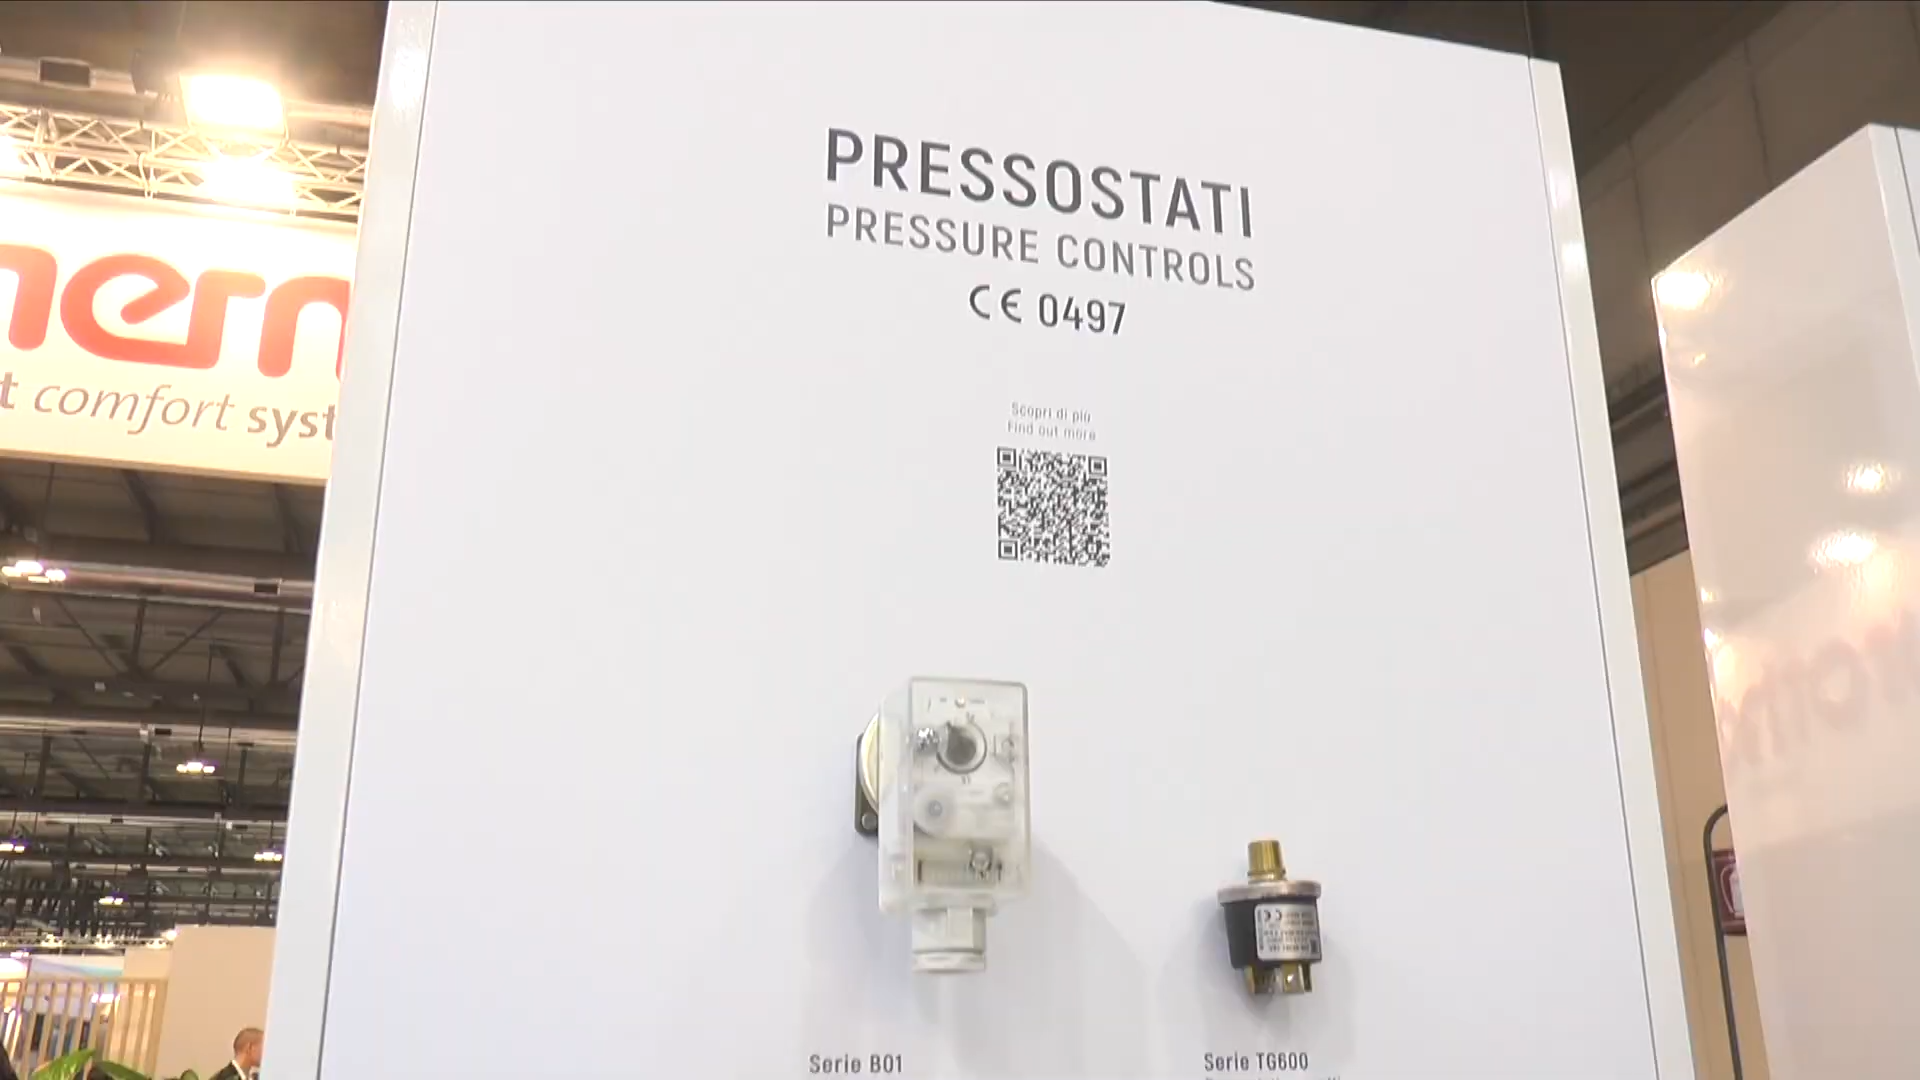 PRESSOSTATI
PRESSURE CONTROLS
CE 0497
Scopri di più
Find out more
t comfort syst
Serie B01
Serie TG600